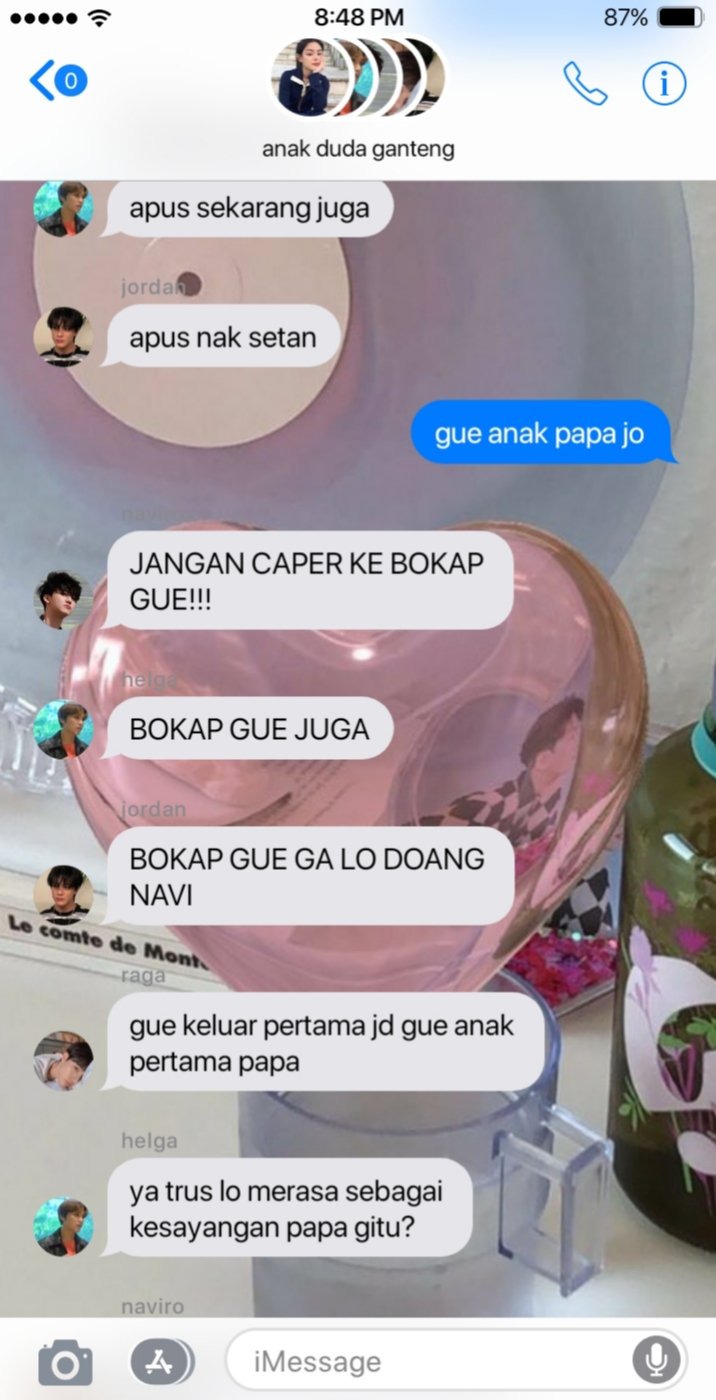 8:48 PM
87%
0
anak duda ganteng
apus sekarang juga
jordan
apus nak setan
gue anak papa jo
naviro
JANGAN CAPER KE BOKAP
GUE!!!
helga
BOKAP GUE JUGA
jordan
BOKAP GUE GA LO DOANG
NAVI
Le comte de Monte
raga
gue keluar pertama jd gue anak
pertama papa
helga
ya trus lo merasa sebagai
kesayangan papa gitu?
naviro
iMessage